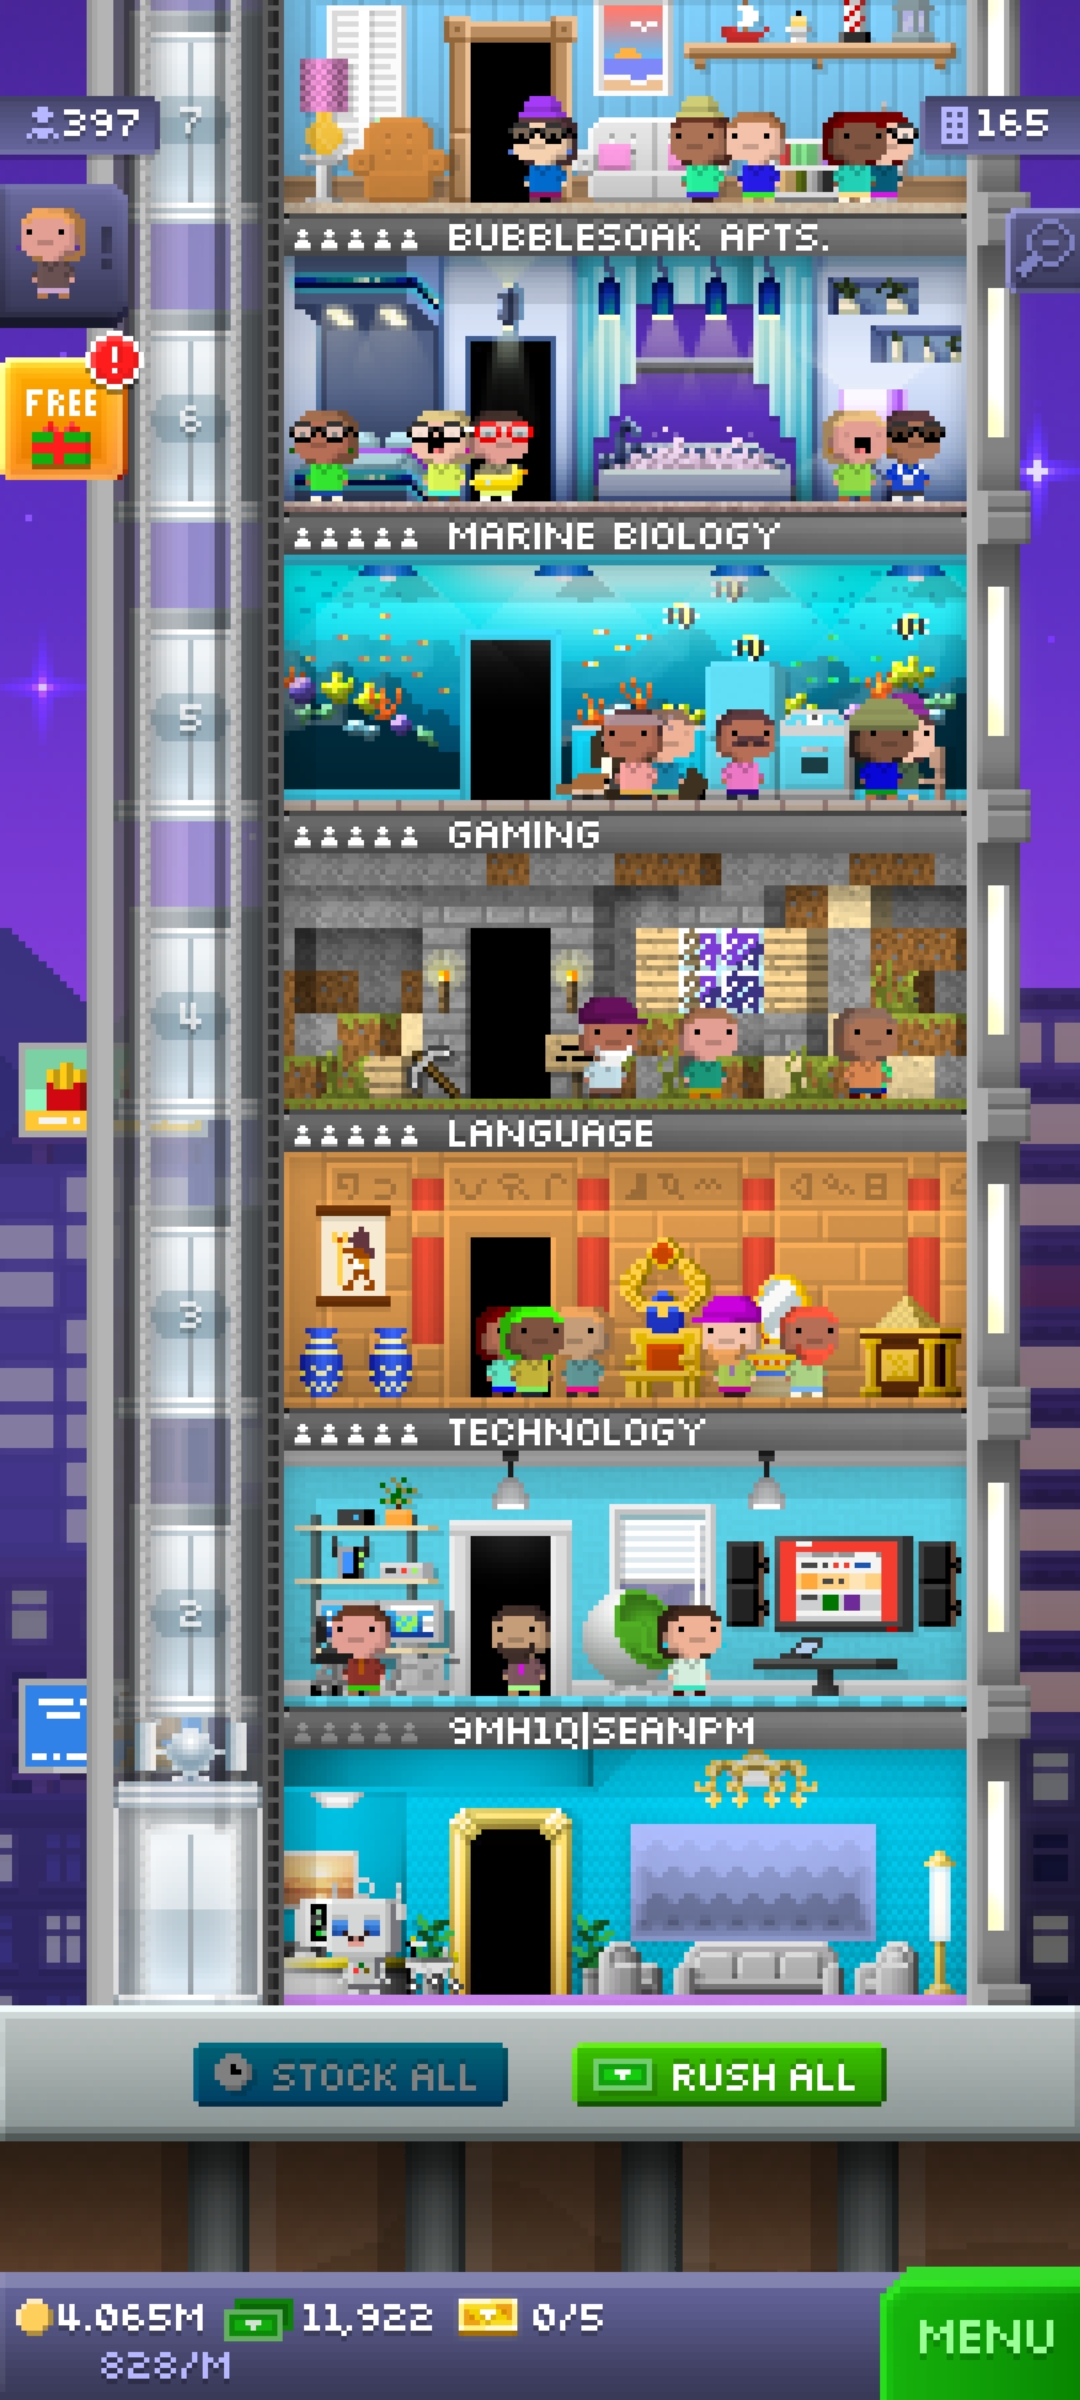 397
7
165
BUBBLESOAK APTS.
!
!
FREE
6
MARINE BIOLOGY
5
GAMING
4
LANGUAGE
3
TECHNOLOGY
2
9MH1Q|SEANPM
STOCK ALL
RUSH ALL
4.065M
11,922
0/5
828/M
MENU